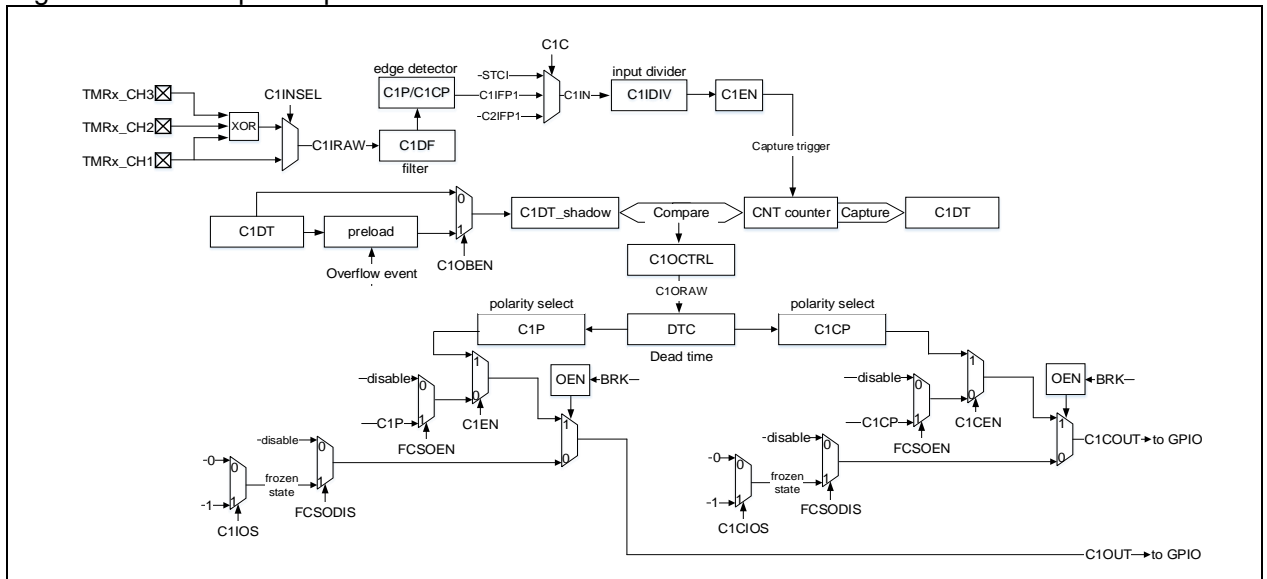 C1C
edge detector
-STCI
input divider
TMRx_CH3
C1INSEL
C1P/C1CP
C1IFP1
C1IN
C1IDIV
C1EN
TMRx_CH2
XOR
-C2IFP1
TMRx_CH1
C1IRAW
C1DF
filter
Capture trigger
0
C1DT
preload
1
C1DT_shadow
Compare
CNT counter
Capture
C1DT
Overflow event
C1OBEN
C1OCTRL
C1ORAW
polarity select
polarity select
C1P
DTC
C1CP
Dead time
1
1
disable
0
OEN
BRK
disable
0
OEN
BRK
0
0
C1P
1
C1EN
1
C1CP
1
C1CEN
1
FCSOEN
FCSOEN
C1COUT
to GPIO
-disable
0
0
-disable
0
0
-0
0
frozen
state
1
-0
0
frozen
state
1
-1
1
-1
1
FCSODIS
FCSODIS
C1IOS
C1CIOS
C1OUT
to GPIO